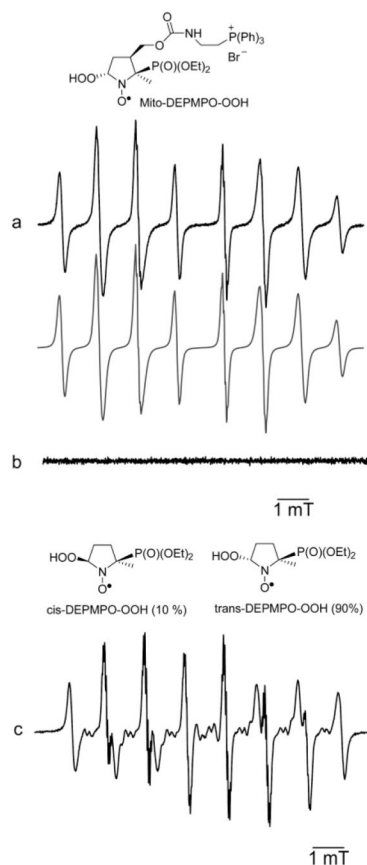 O
O
NH
P(Ph)₃
+
Br⁻
P(O)(OEt)₂
HOO
N
O•
Mito-DEPMPO-OOH
a
b
1 mT
HOO
P(O)(OEt)₂
N
O•
cis-DEPMPO-OOH (10 %)
HOO
P(O)(OEt)₂
N
O•
trans-DEPMPO-OOH (90%)
c
1 mT